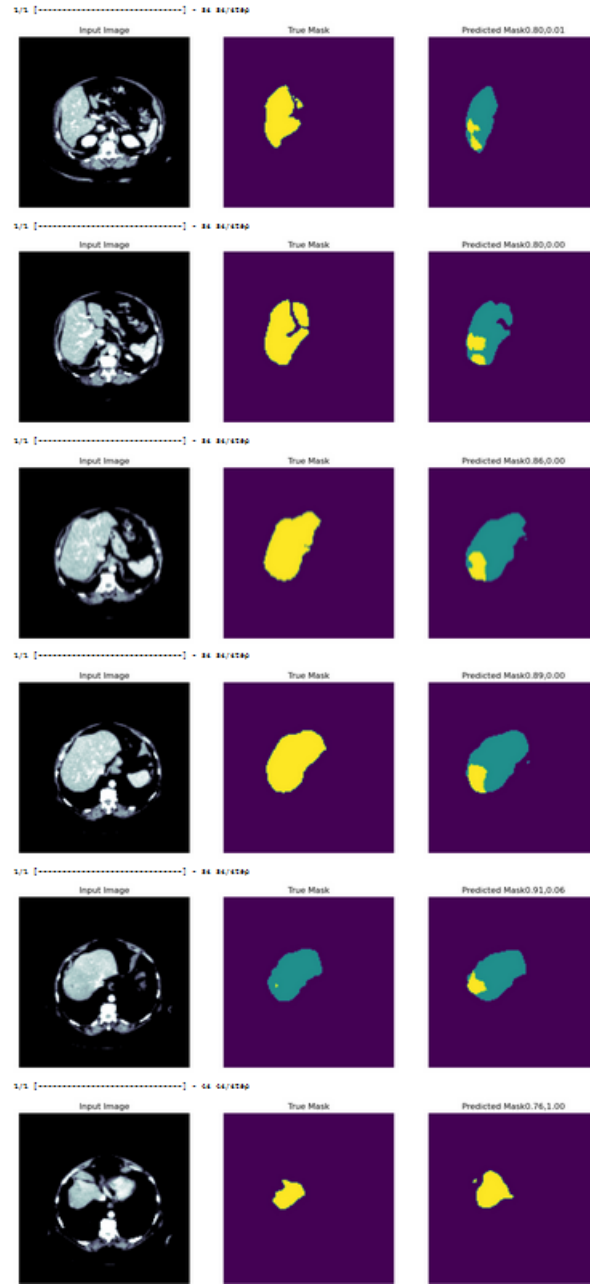 Input Image True Mask Predicted Mask0.80,0.01
Input Image True Mask Predicted Mask0.80,0.00
Input Image True Mask Predicted Mask0.86,0.00
Input Image True Mask Predicted Mask0.89,0.00
Input Image True Mask Predicted Mask0.91,0.06
Input Image True Mask Predicted Mask0.76,1.00